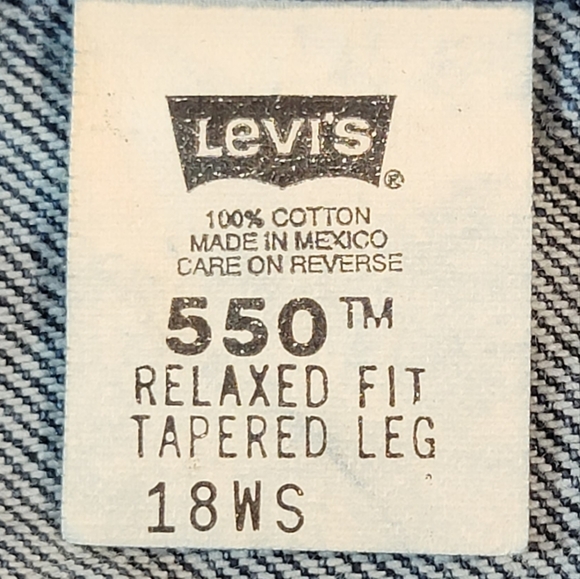 Levi's®
100% COTTON
MADE IN MEXICO
CARE ON REVERSE
550™
RELAXED FIT
TAPERED LEG
18WS